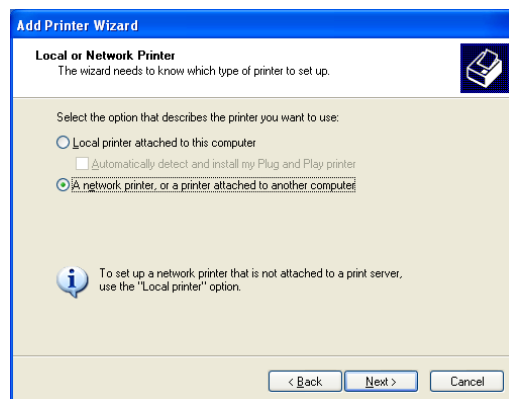 Add Printer Wizard
Local or Network Printer
The wizard needs to know which type of printer to set up.
Select the option that describes the printer you want to use:
Local printer attached to this computer
Automatically detect and install my Plug and Play printer
A network printer, or a printer attached to another computer
To set up a network printer that is not attached to a print server,
use the "Local printer" option.
< Back
Next >
Cancel